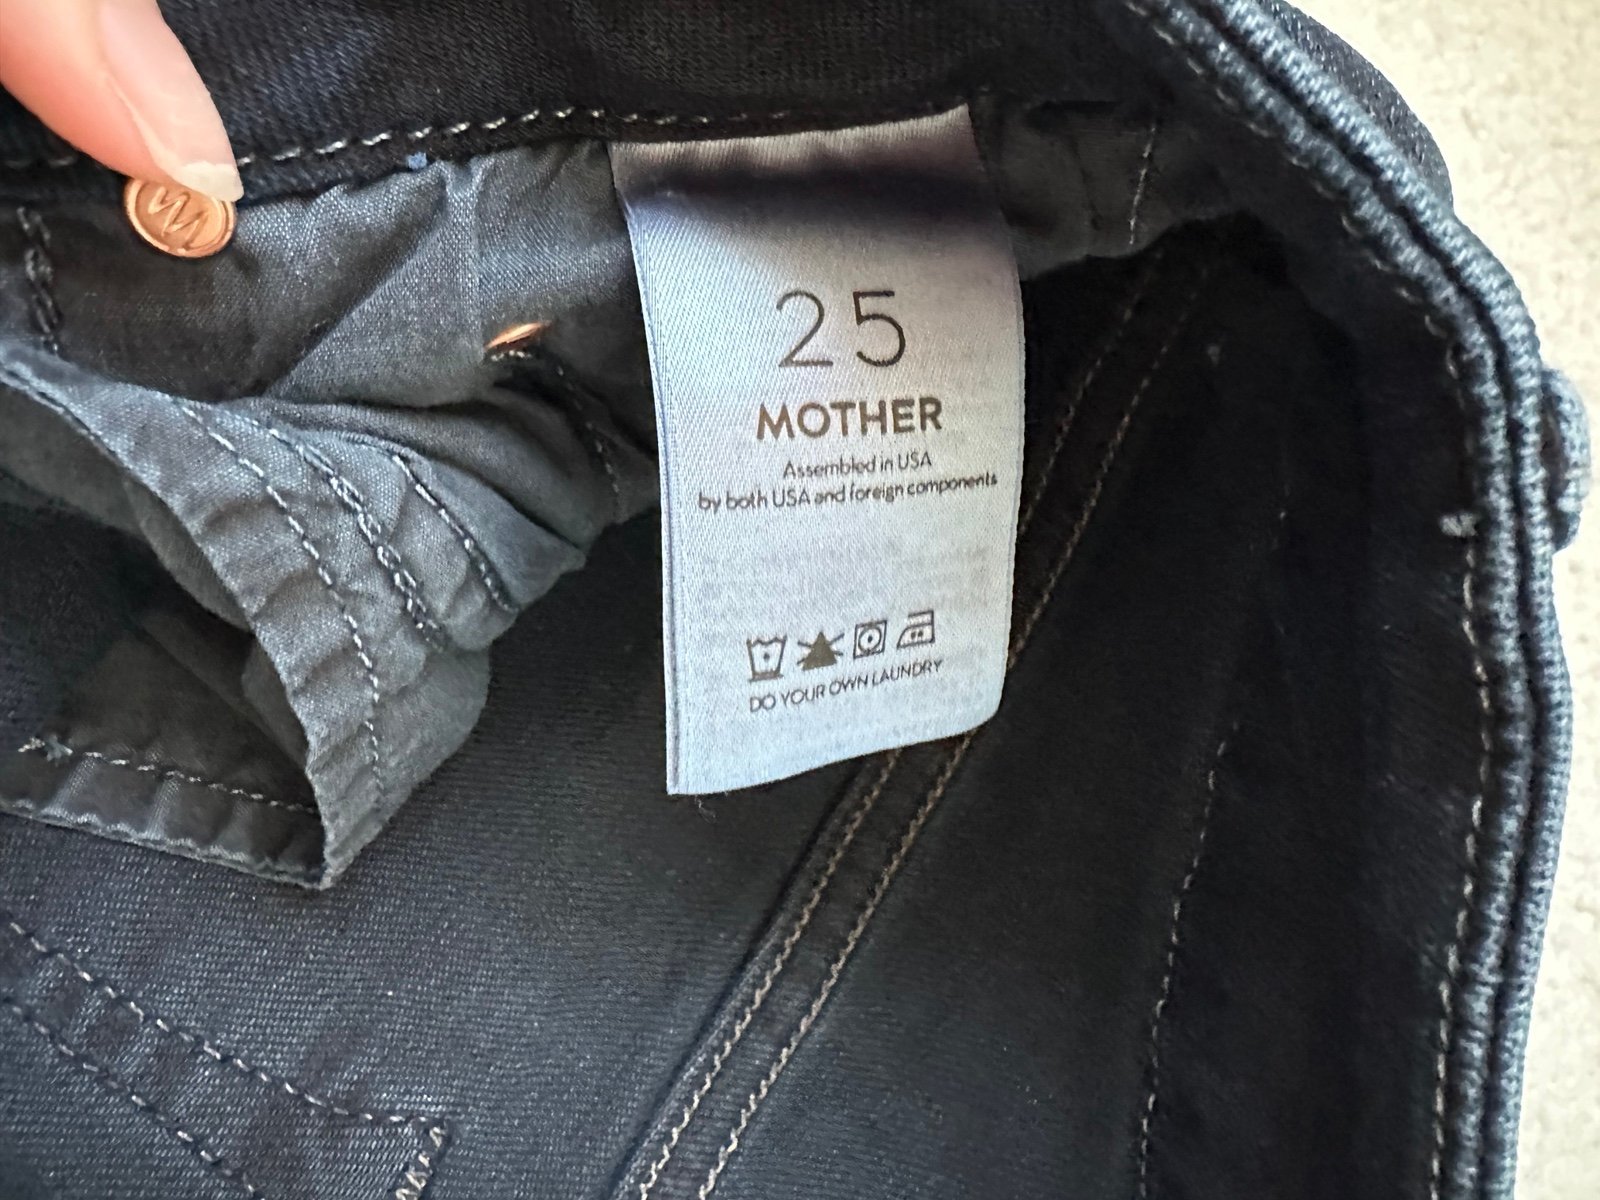 25
MOTHER
Assembled in USA
by both USA and foreign components
DO YOUR OWN LAUNDRY